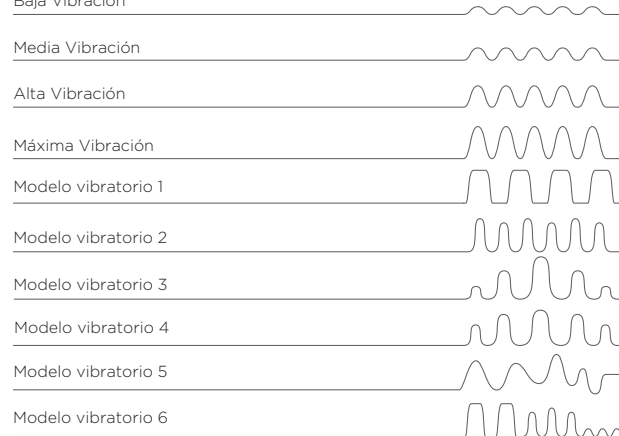 Baja Vibración
Media Vibración
Alta Vibración
Máxima Vibración
Modelo vibratorio 1
Modelo vibratorio 2
Modelo vibratorio 3
Modelo vibratorio 4
Modelo vibratorio 5
Modelo vibratorio 6